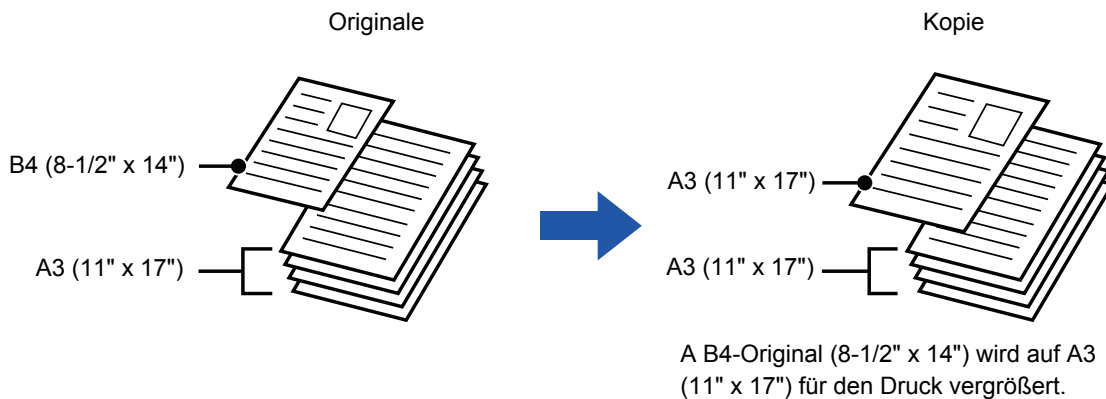 Originale
Kopie
B4 (8-1/2" x 14")
A3 (11" x 17")
A3 (11" x 17")
A3 (11" x 17")
A B4-Original (8-1/2" x 14") wird auf A3
(11" x 17") für den Druck vergrößert.